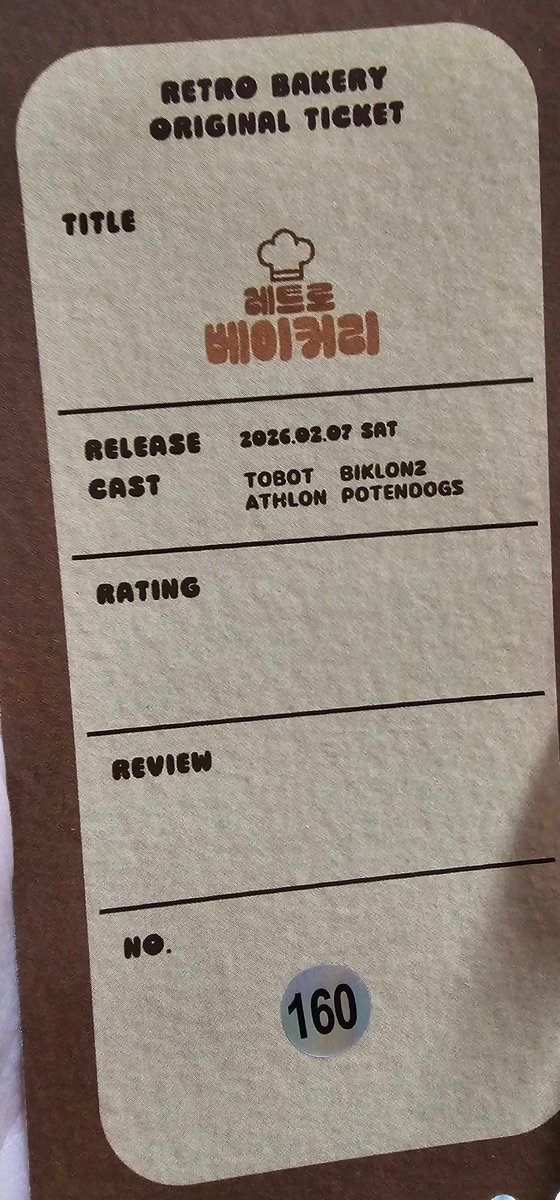 RETRO BAKERY
ORIGINAL TICKET
TITLE
레트로
베이커리
RELEASE 2026.02.07 SAT
CAST TOBOT BIKLONZ
ATHLON POTENDOGS
RATING
REVIEW
NO.
160